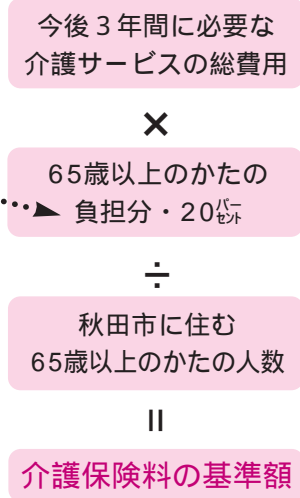 今後3年間に必要な
介護サービスの総費用
×
65歳以上のかたの
負担分・20パーセント
÷
秋田市に住む
65歳以上のかたの人数
=
介護保険料の基準額